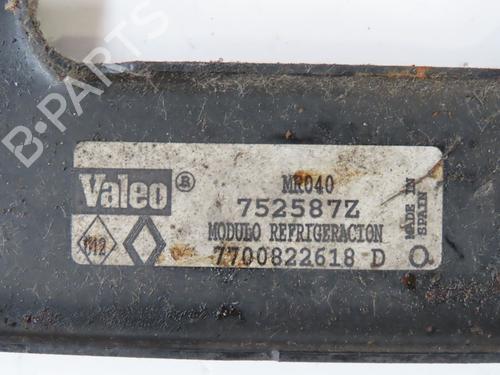 B-PARTS
Valeo ®
MR040
752587Z
MODULO REFRIGERACION
7700822618 D
MADE IN
SPAIN